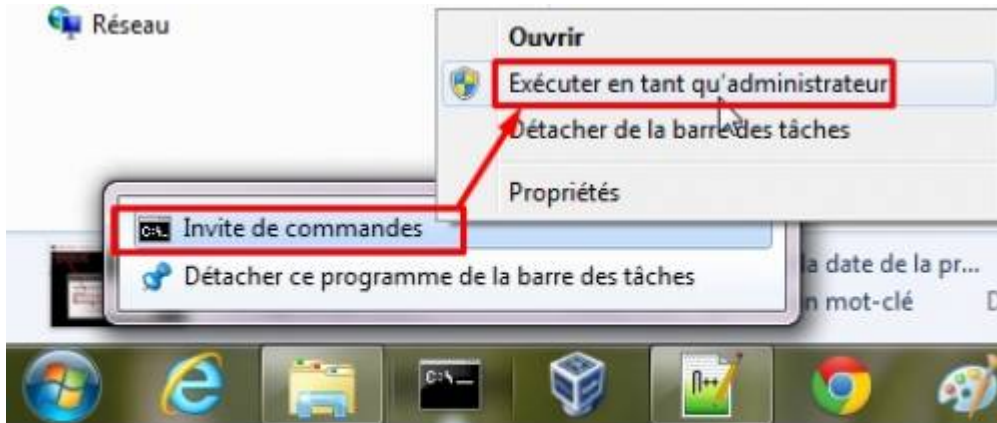 Réseau
Ouvrir
Exécuter en tant qu'administrateur
Détacher de la barre des tâches
Propriétés
Invite de commandes
Détacher ce programme de la barre des tâches
la date de la pr...
n mot-clé